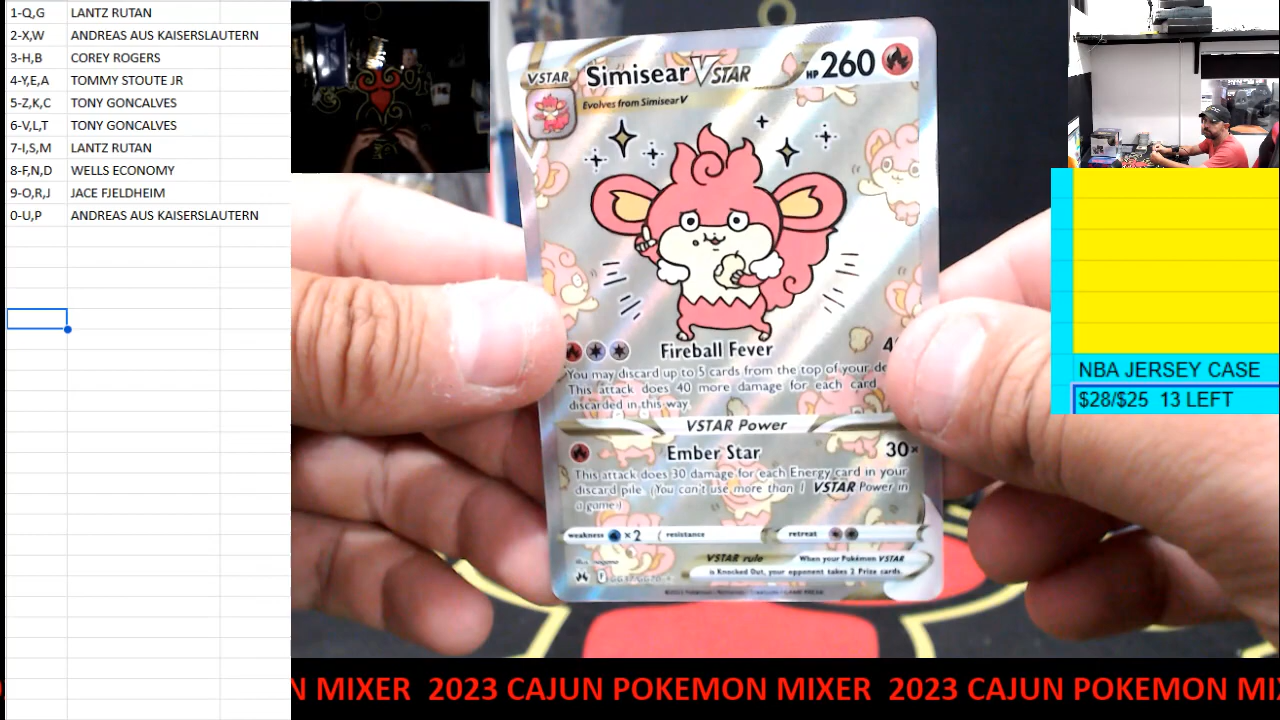 1-Q,G LANTZ RUTAN
2-X,W ANDREAS AUS KAISERSLAUTERN
3-H,B COREY ROGERS
4-Y,E,A TOMMY STOUTE JR
5-Z,K,C TONY GONCALVES
6-V,L,T TONY GONCALVES
7-I,S,M LANTZ RUTAN
8-F,N,D WELLS ECONOMY
9-O,R,J JACE FJELDHEIM
0-U,P ANDREAS AUS KAISERSLAUTERN
VSTAR Simisear VSTAR HP 260
Evolves from Simisear V
Fireball Fever
You may discard up to 5 cards from the top of your
This attack does 40 more damage for each card
discarded in this way.
VSTAR Power
Ember Star 30×
This attack does 30 damage for each Energy card in your
discard pile. (You can't use more than 1 VSTAR Power in
a game.)
weakness ×2 resistance retreat
VSTAR rule When your Pokémon VSTAR
is Knocked Out, your opponent takes 2 Prize cards.
NBA JERSEY CASE
$28/$25 13 LEFT
N MIXER 2023 CAJUN POKEMON MIXER 2023 CAJUN POKEMON MI